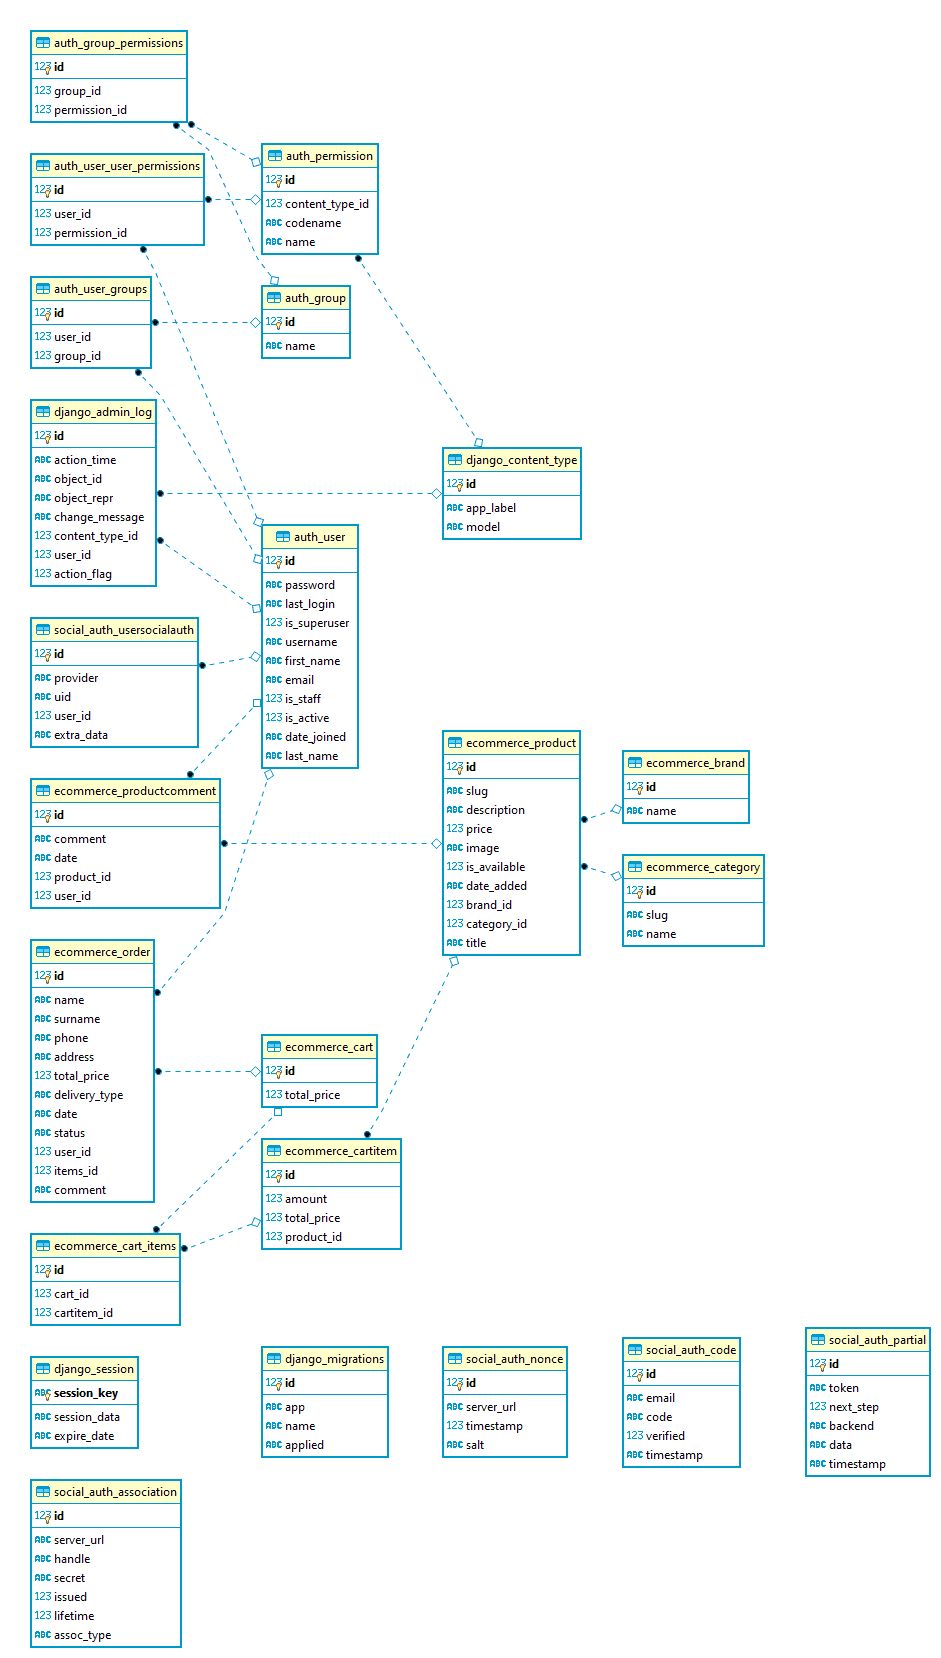 auth_group_permissions
123 id
123 group_id
123 permission_id
auth_user_user_permissions
123 id
123 user_id
123 permission_id
auth_permission
123 id
123 content_type_id
ABC codename
ABC name
auth_user_groups
123 id
123 user_id
123 group_id
auth_group
123 id
ABC name
django_admin_log
123 id
ABC action_time
ABC object_id
ABC object_repr
ABC change_message
123 content_type_id
123 user_id
123 action_flag
django_content_type
123 id
ABC app_label
ABC model
auth_user
123 id
ABC password
ABC last_login
123 is_superuser
ABC username
ABC first_name
ABC email
123 is_staff
123 is_active
ABC date_joined
ABC last_name
social_auth_usersocialauth
123 id
ABC provider
ABC uid
123 user_id
ABC extra_data
ecommerce_productcomment
123 id
ABC comment
ABC date
123 product_id
123 user_id
ecommerce_product
123 id
ABC slug
ABC description
123 price
ABC image
123 is_available
ABC date_added
123 brand_id
123 category_id
ABC title
ecommerce_brand
123 id
ABC name
ecommerce_category
123 id
ABC slug
ABC name
ecommerce_order
123 id
ABC name
ABC surname
ABC phone
ABC address
123 total_price
ABC delivery_type
ABC date
ABC status
123 user_id
123 items_id
ABC comment
ecommerce_cart
123 id
123 total_price
ecommerce_cartitem
123 id
123 amount
123 total_price
123 product_id
ecommerce_cart_items
123 id
123 cart_id
123 cartitem_id
django_session
ABC session_key
ABC session_data
ABC expire_date
django_migrations
123 id
ABC app
ABC name
ABC applied
social_auth_nonce
123 id
ABC server_url
123 timestamp
ABC salt
social_auth_code
123 id
ABC email
ABC code
123 verified
ABC timestamp
social_auth_partial
123 id
ABC token
123 next_step
ABC backend
ABC data
ABC timestamp
social_auth_association
123 id
ABC server_url
ABC handle
ABC secret
123 issued
123 lifetime
ABC assoc_type